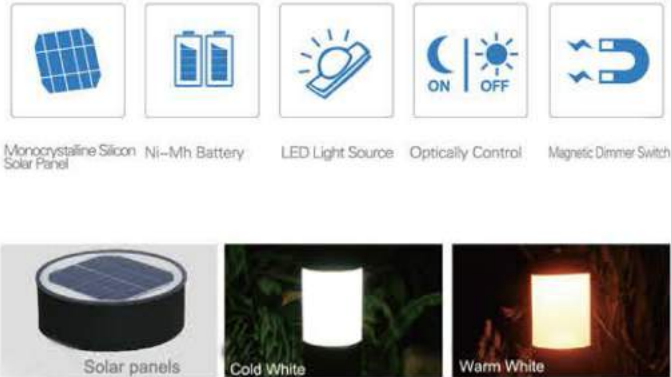 ON
OFF
Monocrystalline Silicon
Solar Panel
Ni-Mh Battery
LED Light Source
Optically Control
Magnetic Dimmer Switch
Solar panels
Cold White
Warm White